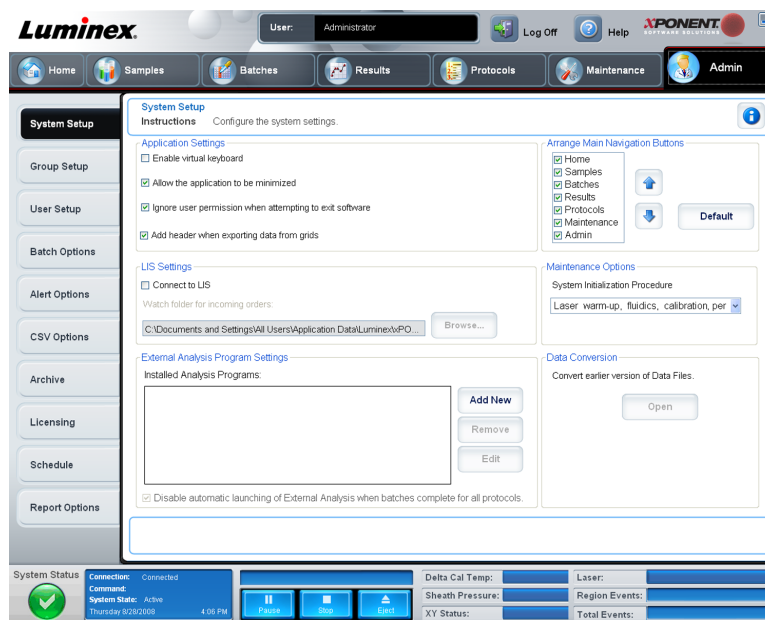 Luminex.
User: Administrator
Log Off
Help
XPONENT.
SOFTWARE SOLUTIONS
Home
Samples
Batches
Results
Protocols
Maintenance
Admin
System Setup
Group Setup
User Setup
Batch Options
Alert Options
CSV Options
Archive
Licensing
Schedule
Report Options
System Setup
Instructions Configure the system settings.
Application Settings
Enable virtual keyboard
Allow the application to be minimized
Ignore user permission when attempting to exit software
Add header when exporting data from grids
Arrange Main Navigation Buttons
Home
Samples
Batches
Results
Protocols
Maintenance
Admin
Default
LIS Settings
Connect to LIS
Watch folder for incoming orders:
C:\Documents and Settings\All Users\Application Data\Luminex\xPO...
Browse...
Maintenance Options
System Initialization Procedure
Laser warm-up, fluidics, calibration, per
External Analysis Program Settings
Installed Analysis Programs:
Add New
Remove
Edit
Disable automatic launching of External Analysis when batches complete for all protocols.
Data Conversion
Convert earlier version of Data Files.
Open
System Status
Connection: Connected
Command:
System State: Active
Thursday 8/28/2008 4:06 PM
Pause
Stop
Eject
Delta Cal Temp:
Sheath Pressure:
XY Status:
Laser:
Region Events:
Total Events: